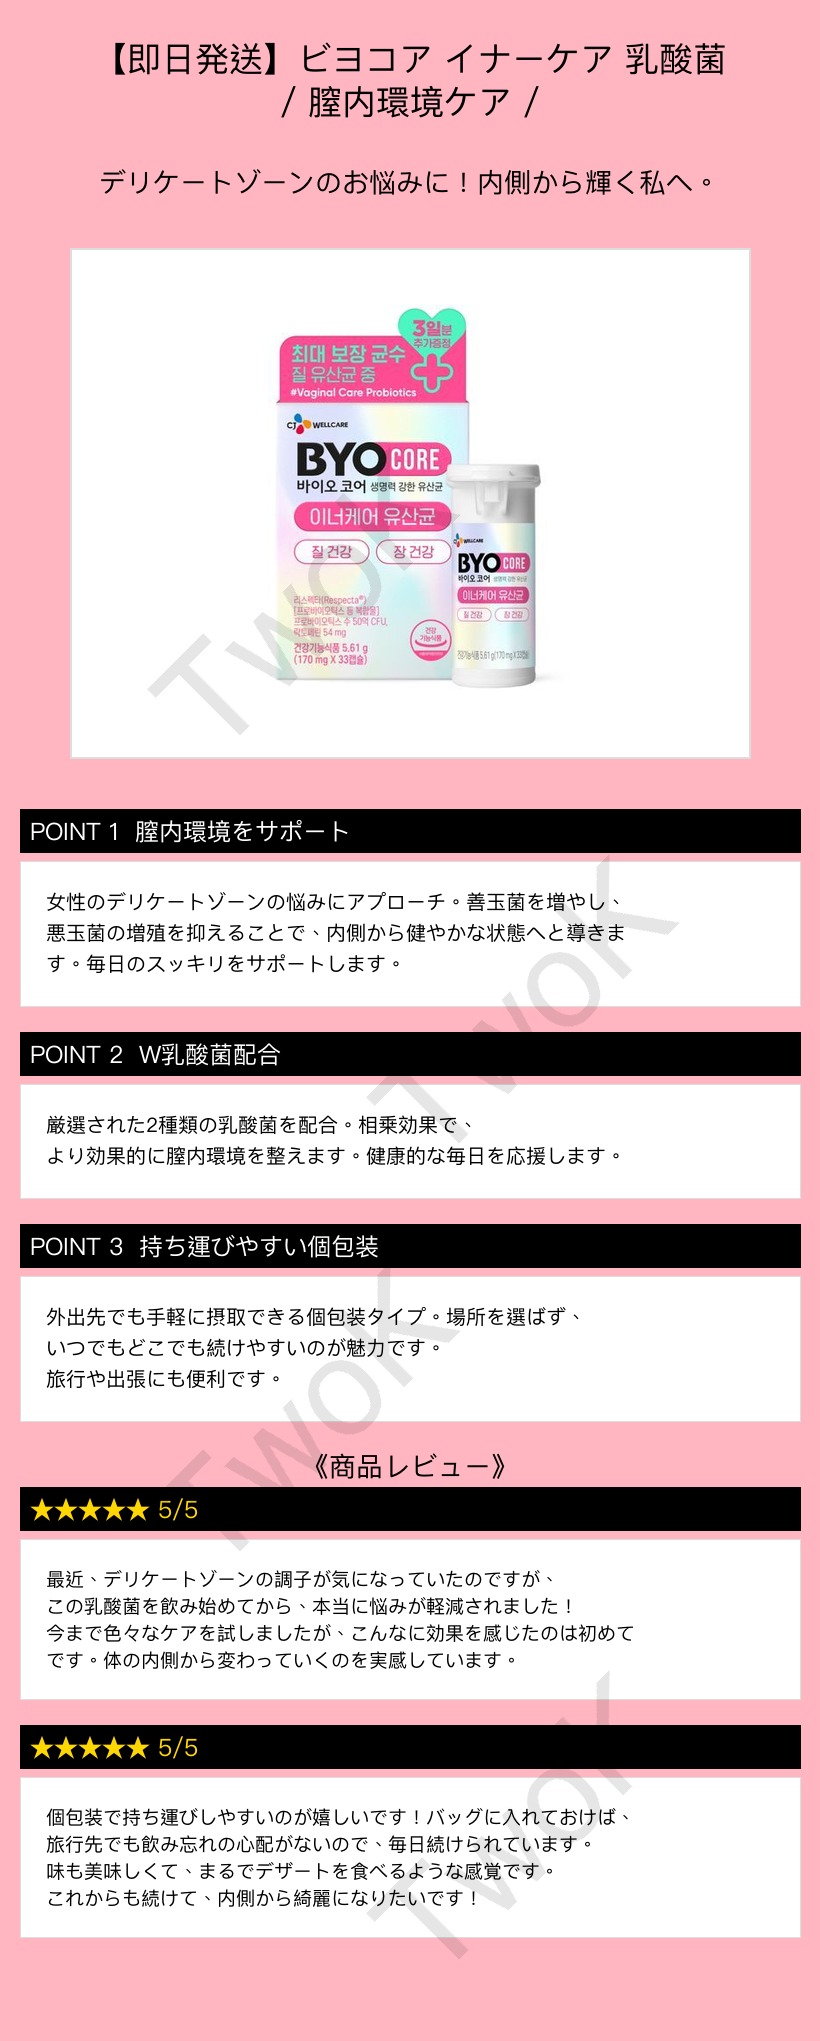 【即日発送】ビヨコア イナーケア 乳酸菌
/ 膣内環境ケア /
デリケートゾーンのお悩みに！内側から輝く私へ。
3일분
추가증정
최대 보장 균수
질 유산균 중
#Vaginal Care Probiotics
CJ WELLCARE
BYO CORE
바이오 코어 생명력 강한 유산균
이너케어 유산균
질 건강 장 건강
리스펙타(Respecta®)
[프로바이오틱스 등 복합물]
프로바이오틱스 수 50억 CFU,
락토페린 54 mg
건강기능식품 5.61 g
(170 mg X 33캡슐)
건강
기능식품
CJ WELLCARE
BYO CORE
바이오 코어 생명력 강한 유산균
이너케어 유산균
질 건강 장 건강
건강기능식품 5.61 g(170 mg X 33캡슐)
TwoK
POINT 1 膣内環境をサポート
女性のデリケートゾーンの悩みにアプローチ。善玉菌を増やし、
悪玉菌の増殖を抑えることで、内側から健やかな状態へと導きま
す。毎日のスッキリをサポートします。
TwoK
POINT 2 W乳酸菌配合
厳選された2種類の乳酸菌を配合。相乗効果で、
より効果的に膣内環境を整えます。健康的な毎日を応援します。
POINT 3 持ち運びやすい個包装
外出先でも手軽に摂取できる個包装タイプ。場所を選ばず、
いつでもどこでも続けやすいのが魅力です。
旅行や出張にも便利です。
TwoK
《商品レビュー》
★★★★★ 5/5
最近、デリケートゾーンの調子が気になっていたのですが、
この乳酸菌を飲み始めてから、本当に悩みが軽減されました！
今まで色々なケアを試しましたが、こんなに効果を感じたのは初めて
です。体の内側から変わっていくのを実感しています。
★★★★★ 5/5
個包装で持ち運びしやすいのが嬉しいです！バッグに入れておけば、
旅行先でも飲み忘れの心配がないので、毎日続けられています。
味も美味しくて、まるでデザートを食べるような感覚です。
これからも続けて、内側から綺麗になりたいです！
TwoK